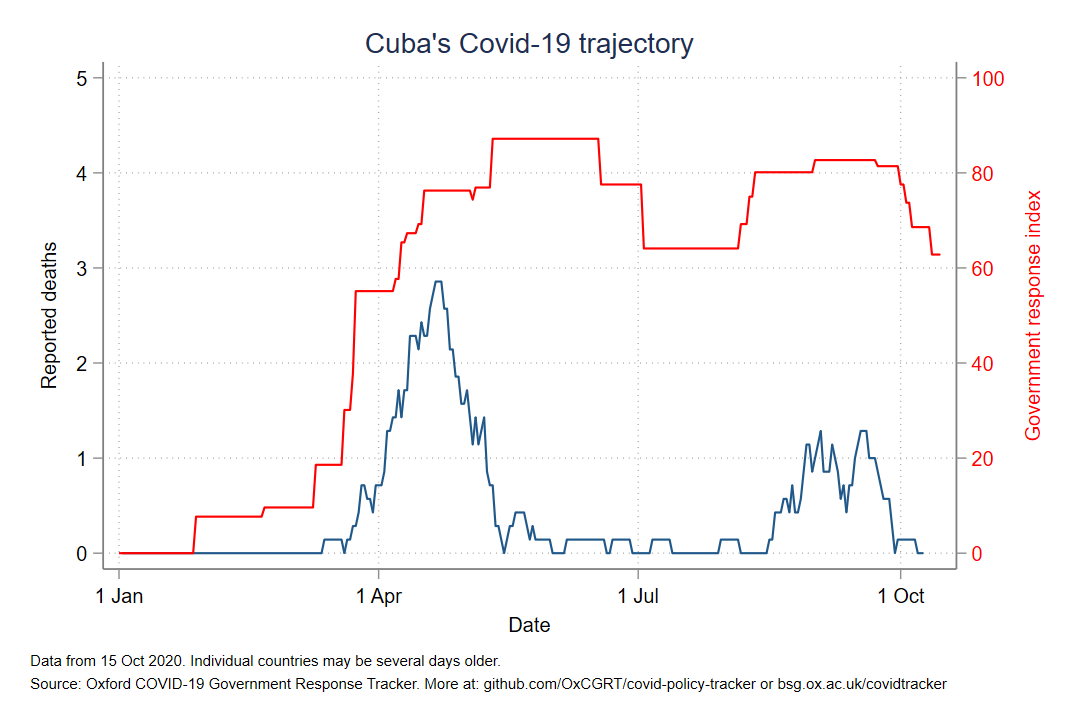 Cuba's Covid-19 trajectory
5
4
3
2
1
0
Reported deaths
100
80
60
40
20
0
Government response index
1 Jan
1 Apr
1 Jul
1 Oct
Date
Data from 15 Oct 2020. Individual countries may be several days older.
Source: Oxford COVID-19 Government Response Tracker. More at: github.com/OxCGRT/covid-policy-tracker or bsg.ox.ac.uk/covidtracker